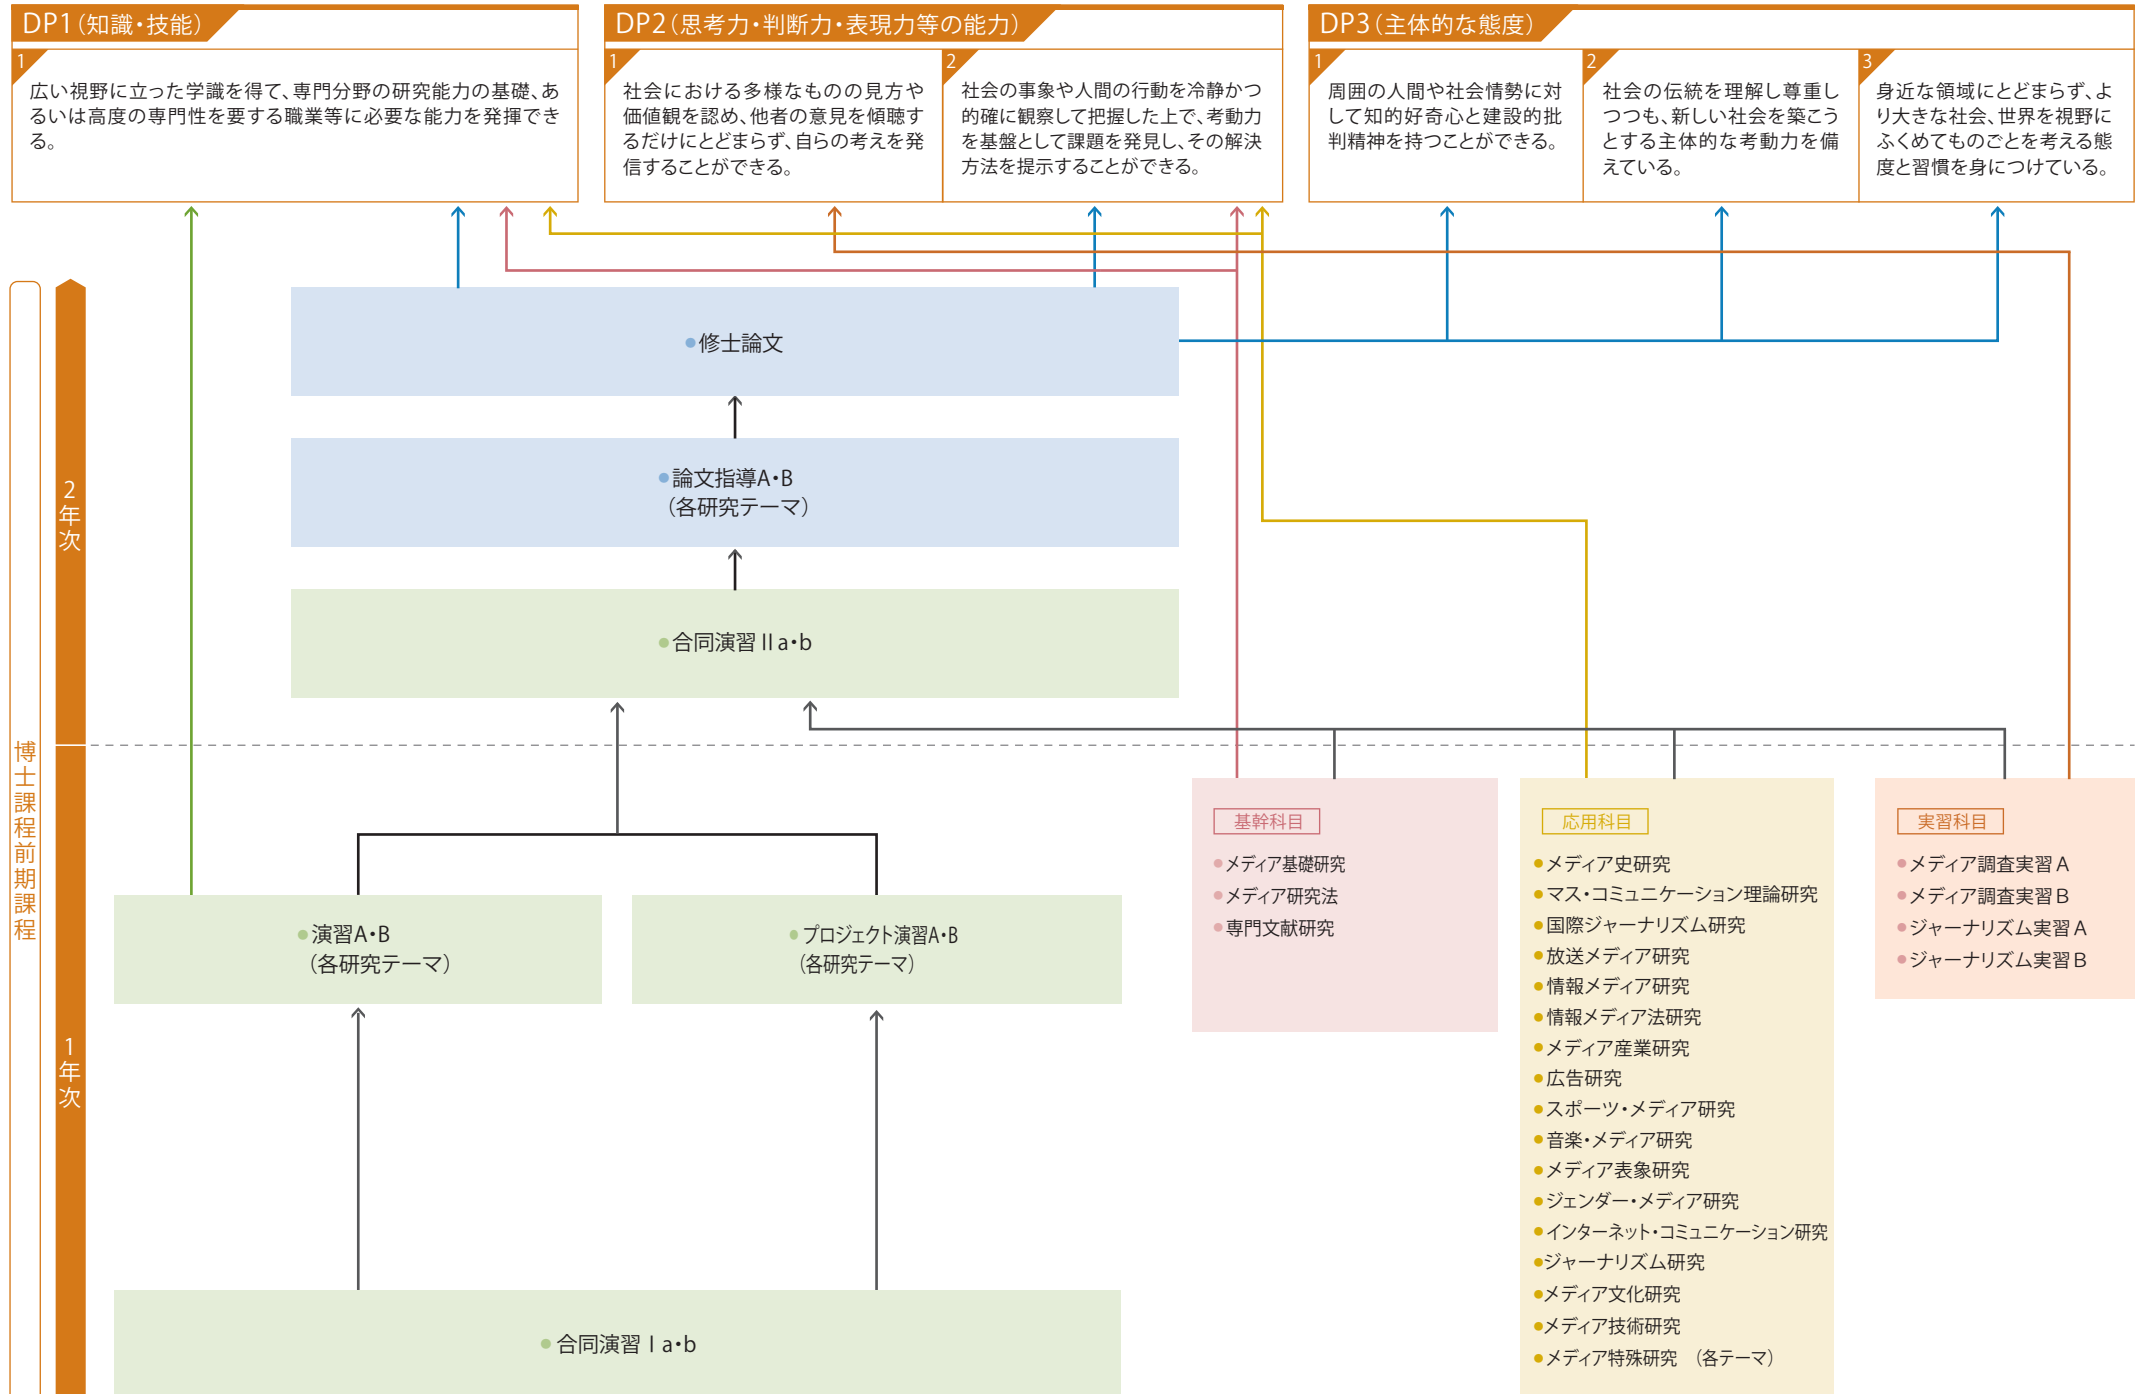 DP1（知識・技能）
1
広い視野に立った学識を得て、専門分野の研究能力の基礎、あ
るいは高度の専門性を要する職業等に必要な能力を発揮でき
る。
DP2（思考力・判断力・表現力等の能力）
1
社会における多様なものの見方や
価値観を認め、他者の意見を傾聴す
るだけにとどまらず、自らの考えを発
信することができる。
2
社会の事象や人間の行動を冷静かつ
的確に観察して把握した上で、考動力
を基盤として課題を発見し、その解決
方法を提示することができる。
DP3（主体的な態度）
1
周囲の人間や社会情勢に対
して知的好奇心と建設的批
判精神を持つことができる。
2
社会の伝統を理解し尊重し
つつも、新しい社会を築こう
とする主体的な考動力を備
えている。
3
身近な領域にとどまらず、よ
り大きな社会、世界を視野に
ふくめてものごとを考える態
度と習慣を身につけている。
博士課程前期課程
2年次
1年次
●修士論文
●論文指導A・B
（各研究テーマ）
●合同演習Ⅱa・b
●演習A・B
（各研究テーマ）
●プロジェクト演習A・B
（各研究テーマ）
●合同演習Ⅰa・b
基幹科目
●メディア基礎研究
●メディア研究法
●専門文献研究
応用科目
●メディア史研究
●マス・コミュニケーション理論研究
●国際ジャーナリズム研究
●放送メディア研究
●情報メディア研究
●情報メディア法研究
●メディア産業研究
●広告研究
●スポーツ・メディア研究
●音楽・メディア研究
●メディア表象研究
●ジェンダー・メディア研究
●インターネット・コミュニケーション研究
●ジャーナリズム研究
●メディア文化研究
●メディア技術研究
●メディア特殊研究　（各テーマ）
実習科目
●メディア調査実習A
●メディア調査実習B
●ジャーナリズム実習A
●ジャーナリズム実習B